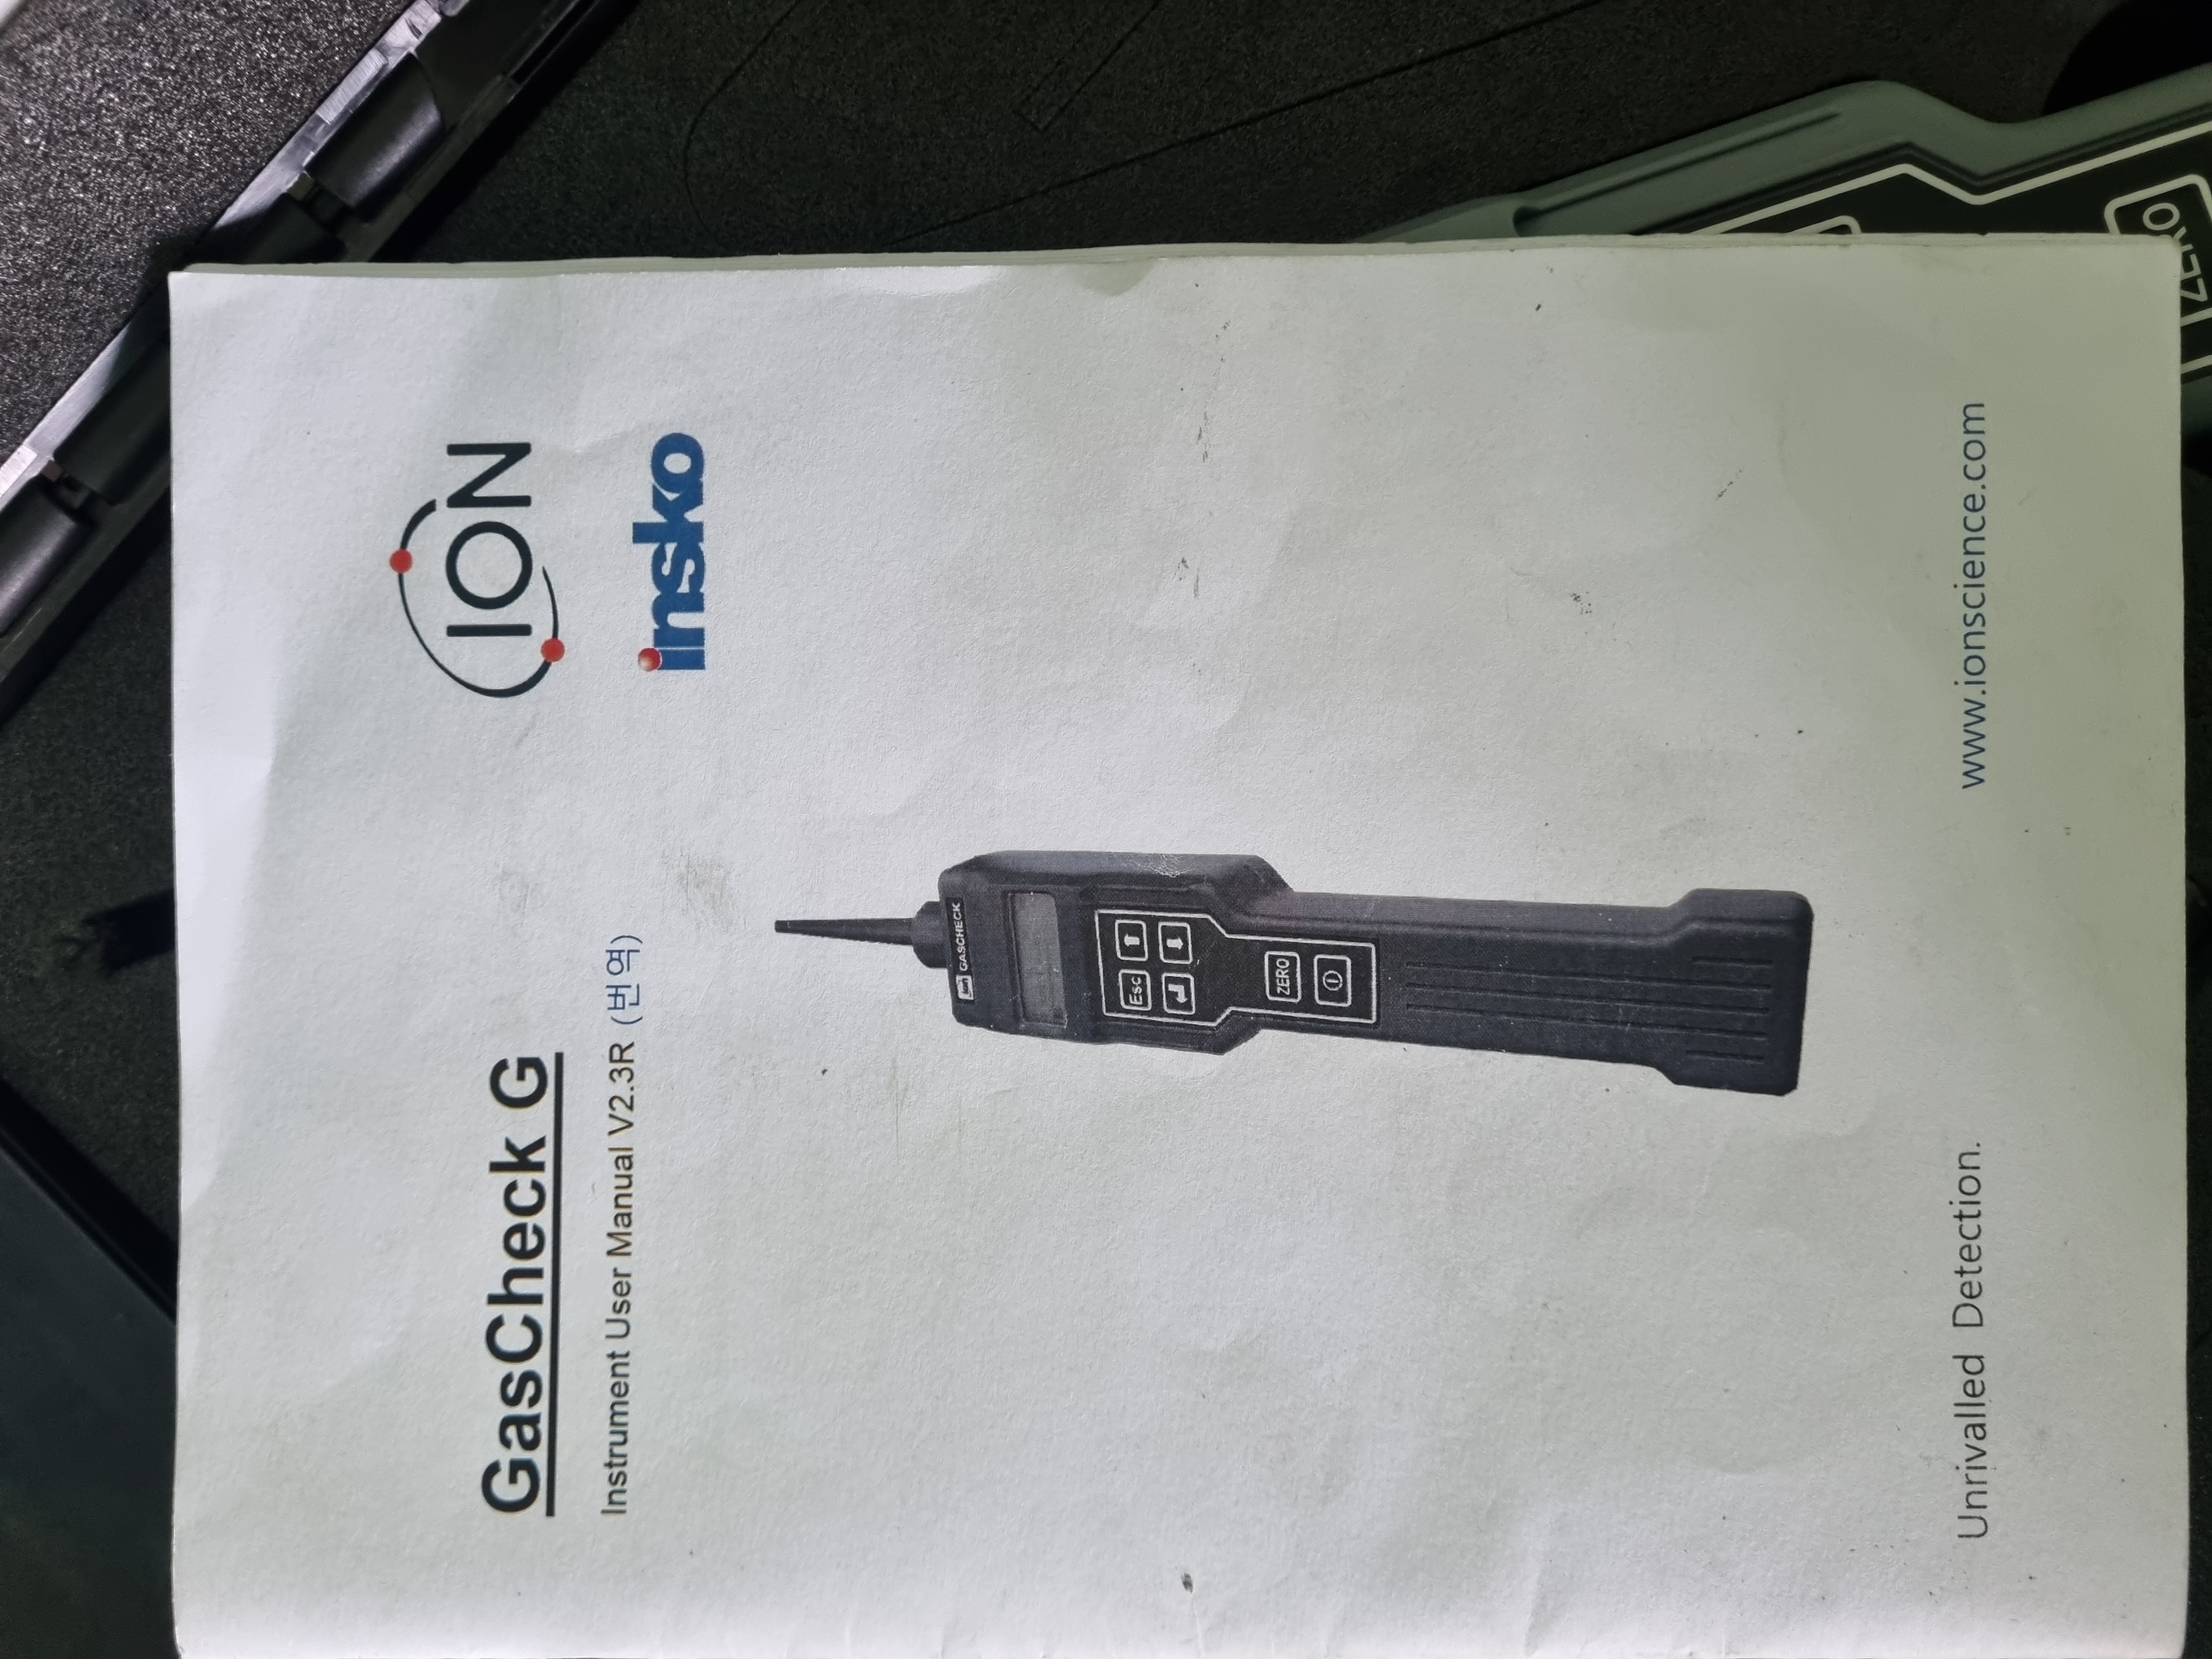 ION
insko
GasCheck G
Instrument User Manual V2.3R (번역)
ion GASCHECK
Esc
ZERO
Unrivalled Detection.
www.ionscience.com
ZERO